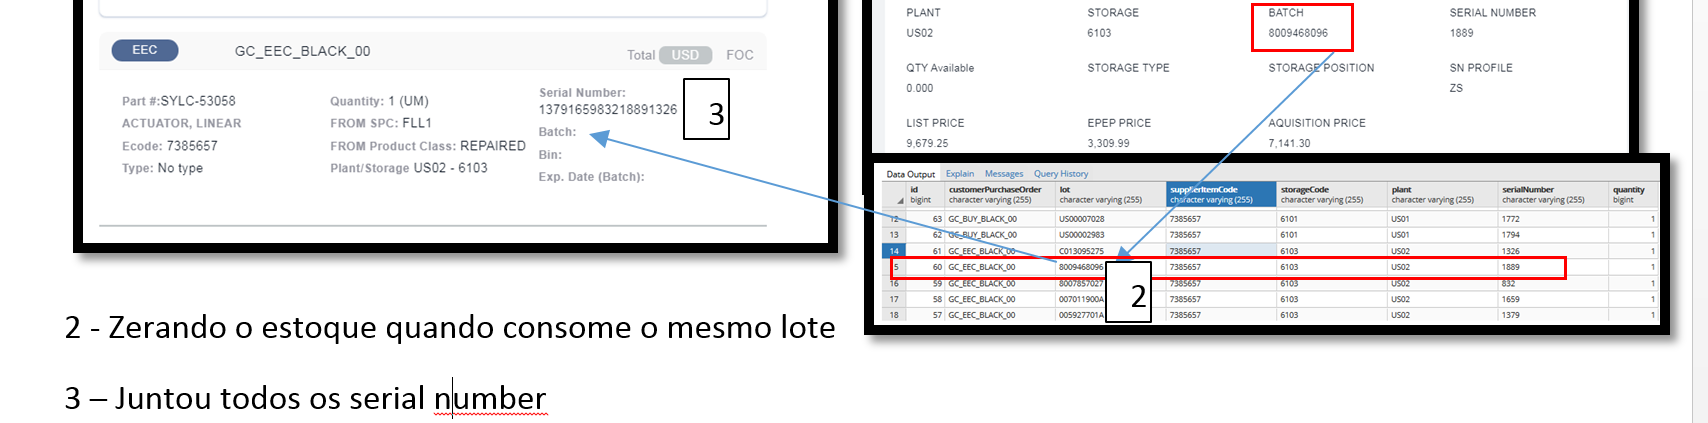 EEC GC_EEC_BLACK_00 Total USD FOC
Part #:SYLC-53058
ACTUATOR, LINEAR
Ecode: 7385657
Type: No type
Quantity: 1 (UM)
FROM SPC: FLL1
FROM Product Class: REPAIRED
Plant/Storage US02 - 6103
Serial Number:
1379165983218891326
Batch:
Bin:
Exp. Date (Batch):
3
PLANT STORAGE BATCH SERIAL NUMBER
US02 6103 8009468096 1889
QTY Available STORAGE TYPE STORAGE POSITION SN PROFILE
0.000 ZS
LIST PRICE EPEP PRICE AQUISITION PRICE
9,679.25 3,309.99 7,141.30
Data Output Explain Messages Query History
id customerPurchaseOrder lot supplierItemCode storageCode plant serialNumber quantity
bigint character varying (255) character varying (255) character varying (255) character varying (255) character varying (255) character varying (255) bigint
12 63 GC_BUY_BLACK_00 US00007028 7385657 6101 US01 1772 1
13 62 GC_BUY_BLACK_00 US00002983 7385657 6101 US01 1794 1
14 61 GC_EEC_BLACK_00 C013095275 7385657 6103 US02 1326 1
5 60 GC_EEC_BLACK_00 8009468096 7385657 6103 US02 1889 1
16 59 GC_EEC_BLACK_00 8007857027 7385657 6103 US02 832 1
17 58 GC_EEC_BLACK_00 007011900A 7385657 6103 US02 1659 1
18 57 GC_EEC_BLACK_00 005927701A 7385657 6103 US02 1379 1
2
2 - Zerando o estoque quando consome o mesmo lote
3 – Juntou todos os serial number